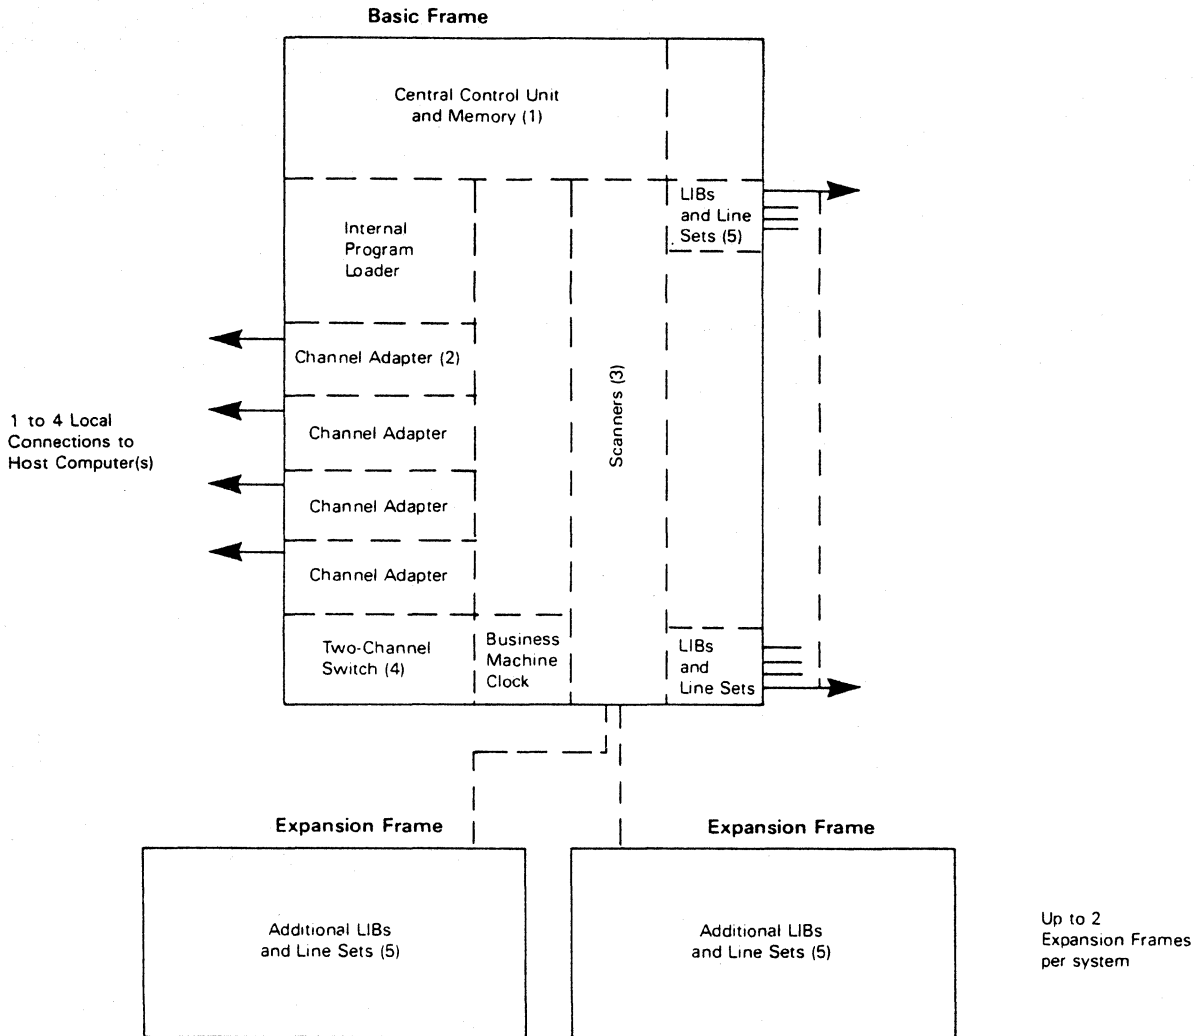 Basic Frame
Central Control Unit
and Memory (1)
LIBs
and Line
Sets (5)
Internal
Program
Loader
Channel Adapter (2)
Channel Adapter
Channel Adapter
Channel Adapter
1 to 4 Local
Connections to
Host Computer(s)
Scanners (3)
Two-Channel
Switch (4)
Business
Machine
Clock
LIBs
and
Line Sets
Expansion Frame
Expansion Frame
Additional LIBs
and Line Sets (5)
Additional LIBs
and Line Sets (5)
Up to 2
Expansion Frames
per system